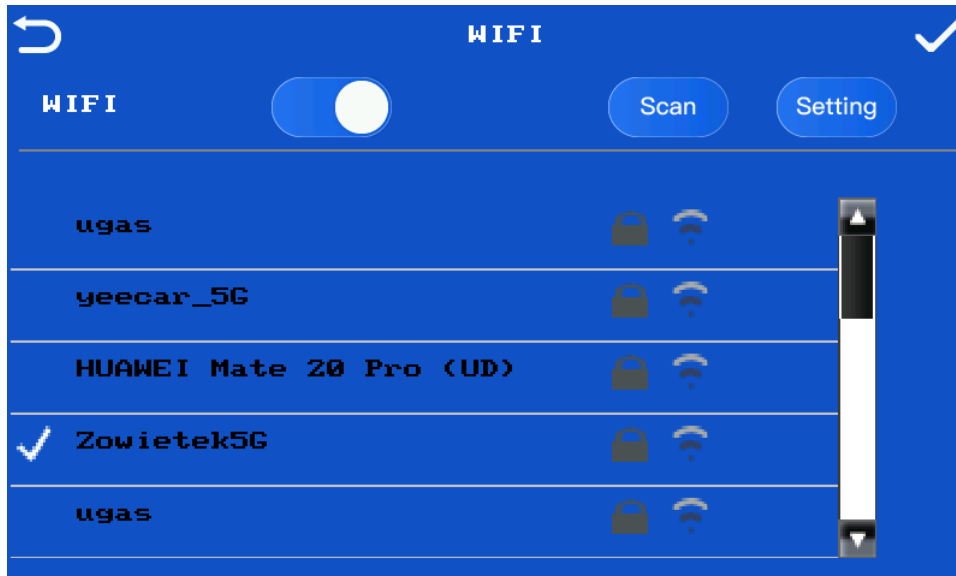 WIFI
WIFI Scan Setting
ugas
yeecar_5G
HUAWEI Mate 20 Pro (UD)
Zowietek5G
ugas